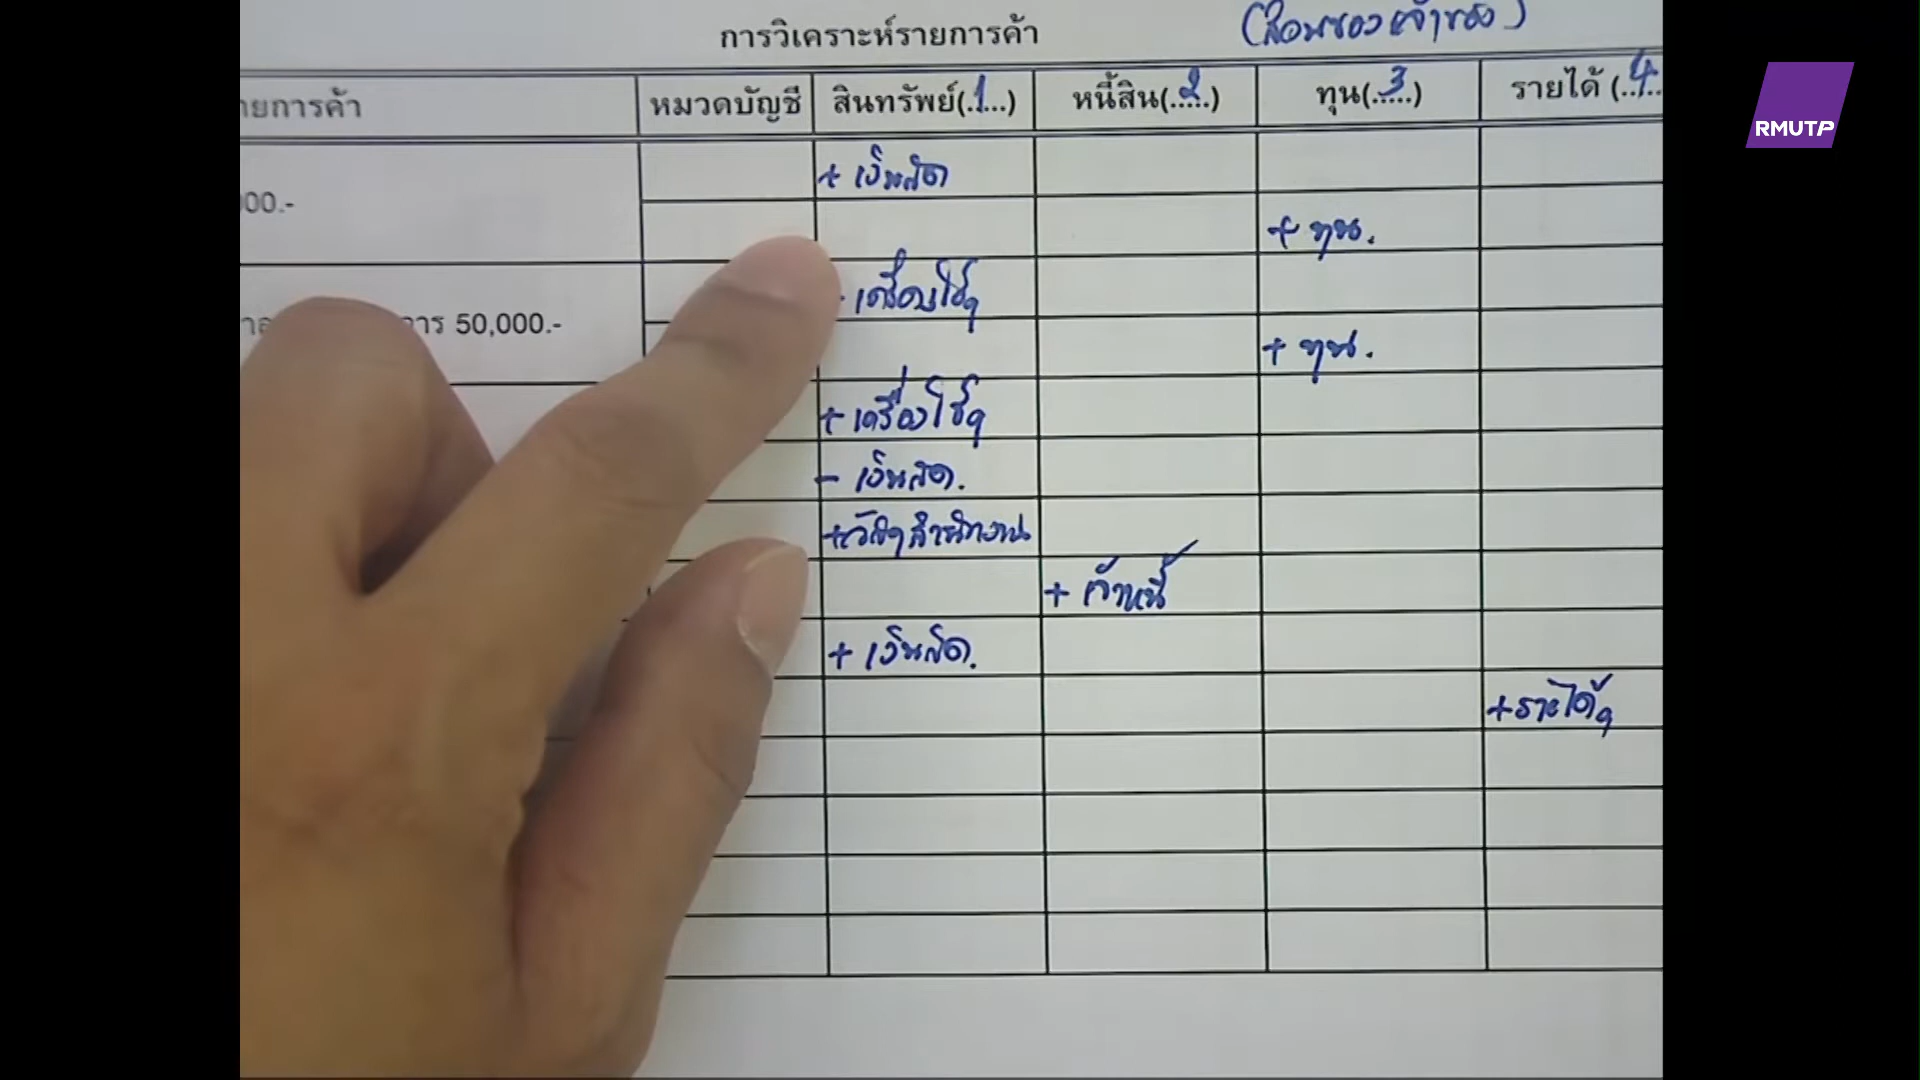 (ส่วนของเจ้าของ)
การวิเคราะห์รายการค้า
ายการค้า หมวดบัญชี สินทรัพย์(.1...) หนี้สิน(..2...) ทุน(..3...) รายได้ (..4..
+ เงินสด
00.-
+ ทุน.
เครื่องใช้ฯ
าร 50,000.-
+ ทุน.
+ เครื่องใช้ฯ
- เงินสด.
+วัสดุสำนักงาน
+ เจ้าหนี้
+ เงินสด.
+รายได้ฯ
RMUTP